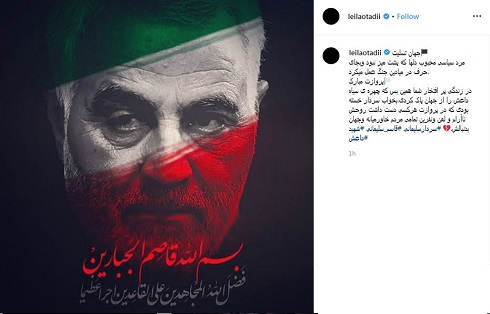 leilaotadii • Follow
leilaotadii جهان تسلیت
مرد سیاسی محبوب دلها که پشت میز نبود وبجای
حرف در میادین جنگ عمل میکرد.
پروازت مبارک
در زندگی پر افتخار شما همین بس که چهره ی سیاه
داعش را از جهان پاک کردی.بخواب سردار خسته
بودی که در پروازت هرکسی دست داشت روحش
ناآرام و لعن ونفرین تمامی مردم خاورمیانه وجهان
بدنبالش #سردارسلیمانی #قاسم_سلیمانی #شهید
#داعش
1h
بسم الله قاصم الجبارین
فضل الله المجاهدین علی القاعدین اجرا عظیما